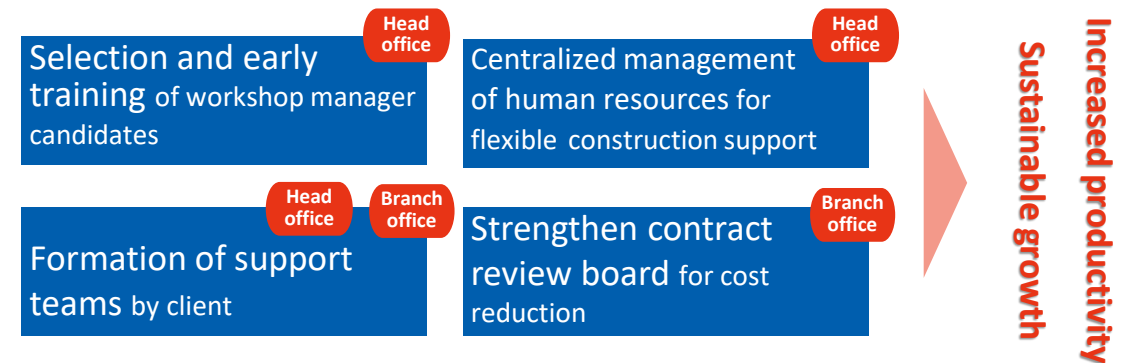 Head
office
Selection and early
training of workshop manager
candidates
Head
office
Centralized management
of human resources for
flexible construction support
Head
office
Branch
office
Formation of support
teams by client
Branch
office
Strengthen contract
review board for cost
reduction
Increased productivity
Sustainable growth